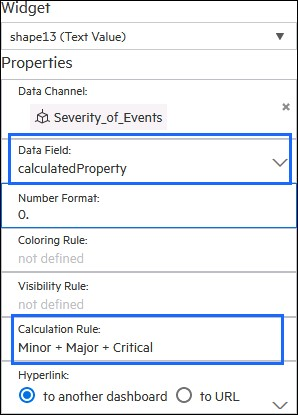 Widget
shape13 (Text Value)
Properties
Data Channel:
Severity_of_Events
Data Field:
calculatedProperty
Number Format:
0.
Coloring Rule:
not defined
Visibility Rule:
not defined
Calculation Rule:
Minor + Major + Critical
Hyperlink:
to another dashboard to URL